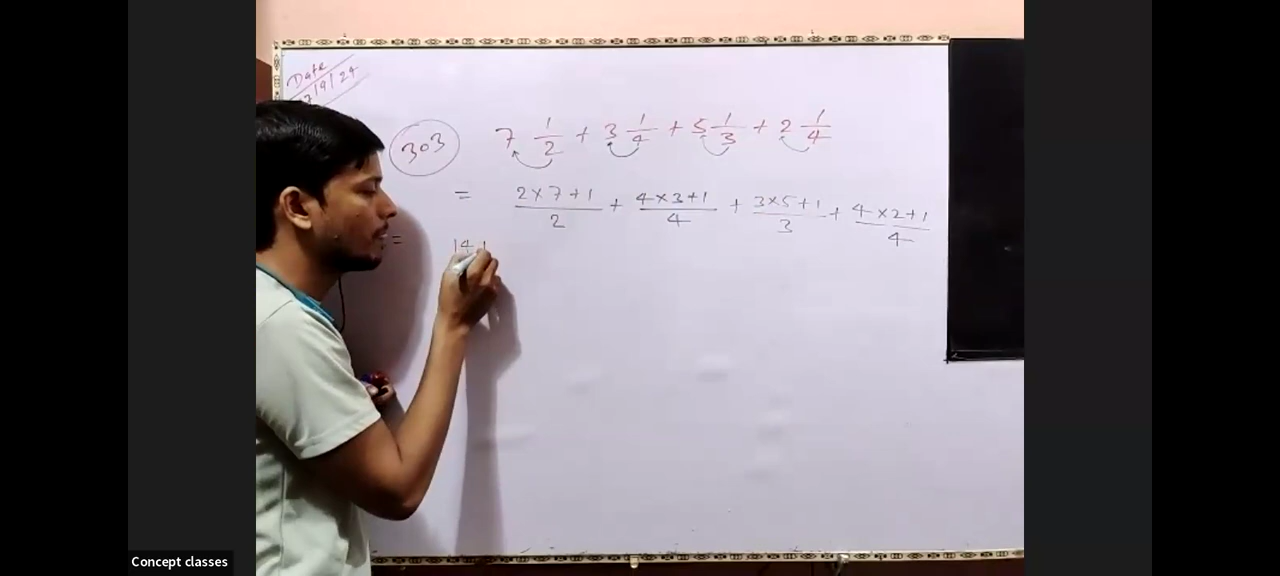 Date
/9/24
303
7 1/2 + 3 1/4 + 5 1/3 + 2 1/4
= 2×7+1/2 + 4×3+1/4 + 3×5+1/3 + 4×2+1/4
= 14
Concept classes